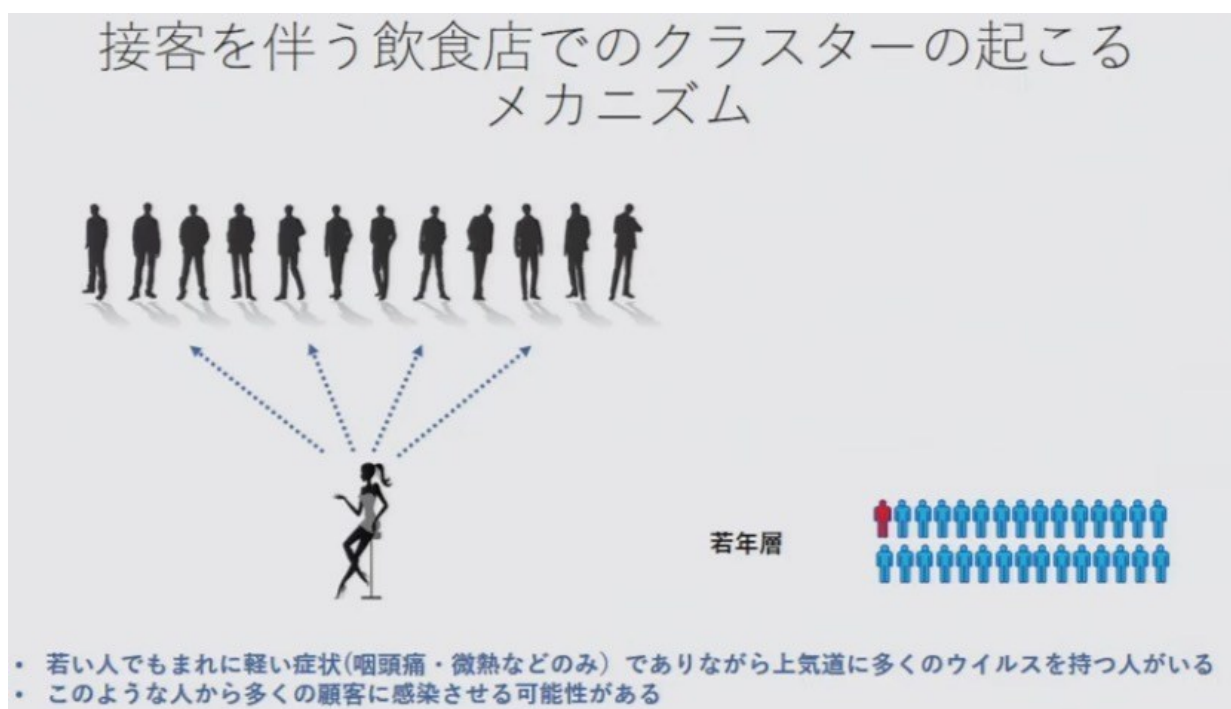 接客を伴う飲食店でのクラスターの起こる
メカニズム
若年層
• 若い人でもまれに軽い症状(咽頭痛・微熱などのみ）でありながら上気道に多くのウイルスを持つ人がいる
• このような人から多くの顧客に感染させる可能性がある